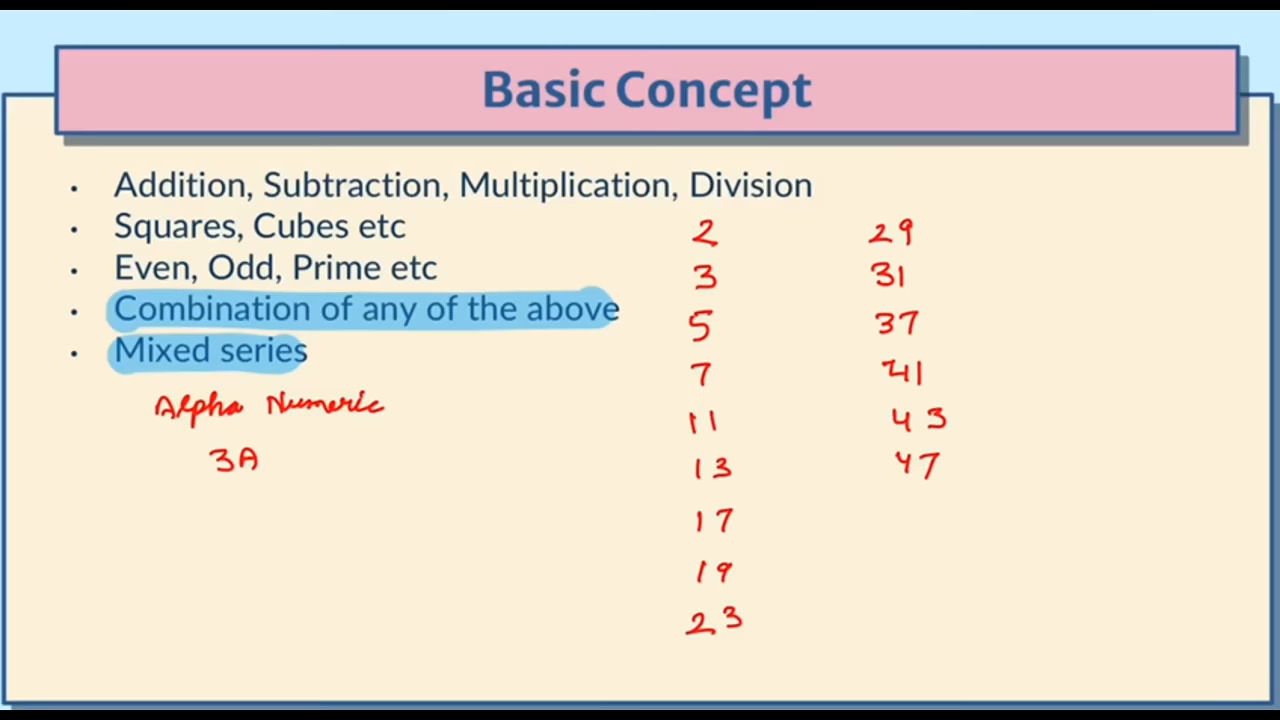 Basic Concept
• Addition, Subtraction, Multiplication, Division
• Squares, Cubes etc
• Even, Odd, Prime etc
• Combination of any of the above
• Mixed series
Alpha Numeric
3A
2
3
5
7
11
13
17
19
23
29
31
37
41
43
47